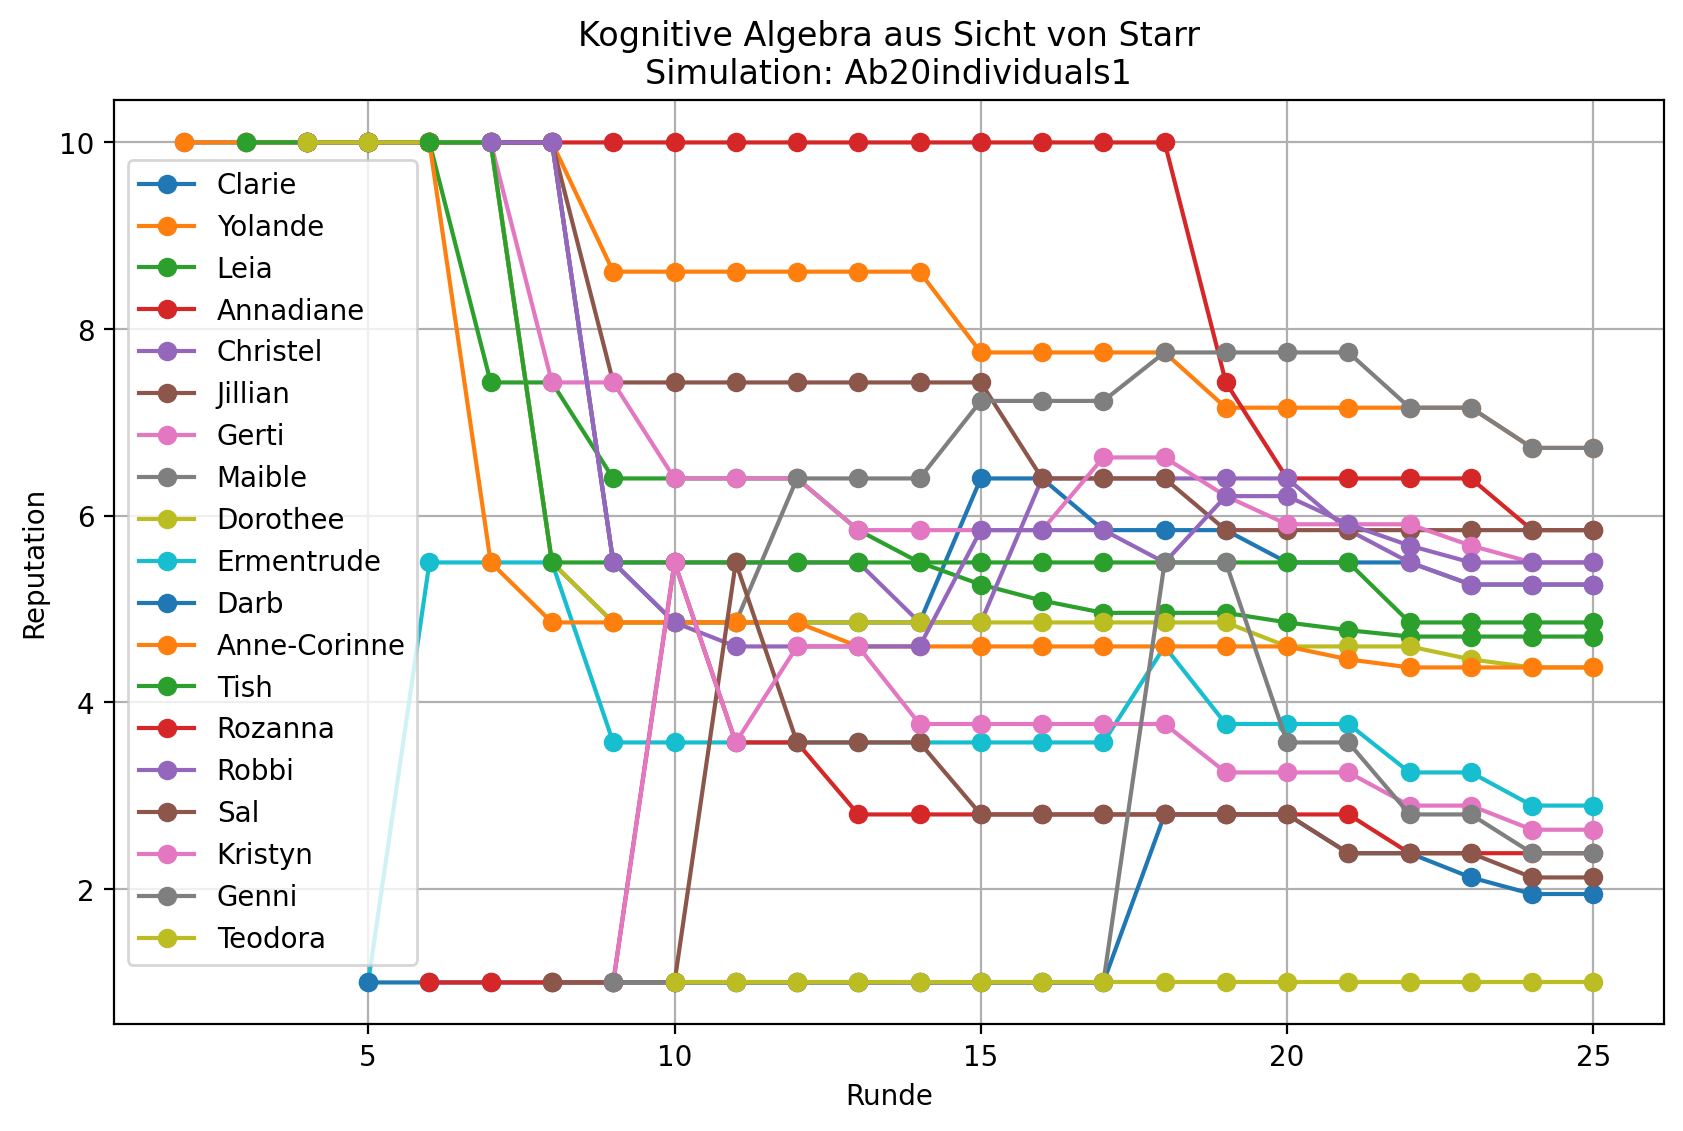 Kognitive Algebra aus Sicht von Starr
Simulation: Ab20individuals1
Reputation
10
8
6
4
2
Clarie
Yolande
Leia
Annadiane
Christel
Jillian
Gerti
Maible
Dorothee
Ermentrude
Darb
Anne-Corinne
Tish
Rozanna
Robbi
Sal
Kristyn
Genni
Teodora
5
10
15
20
25
Runde